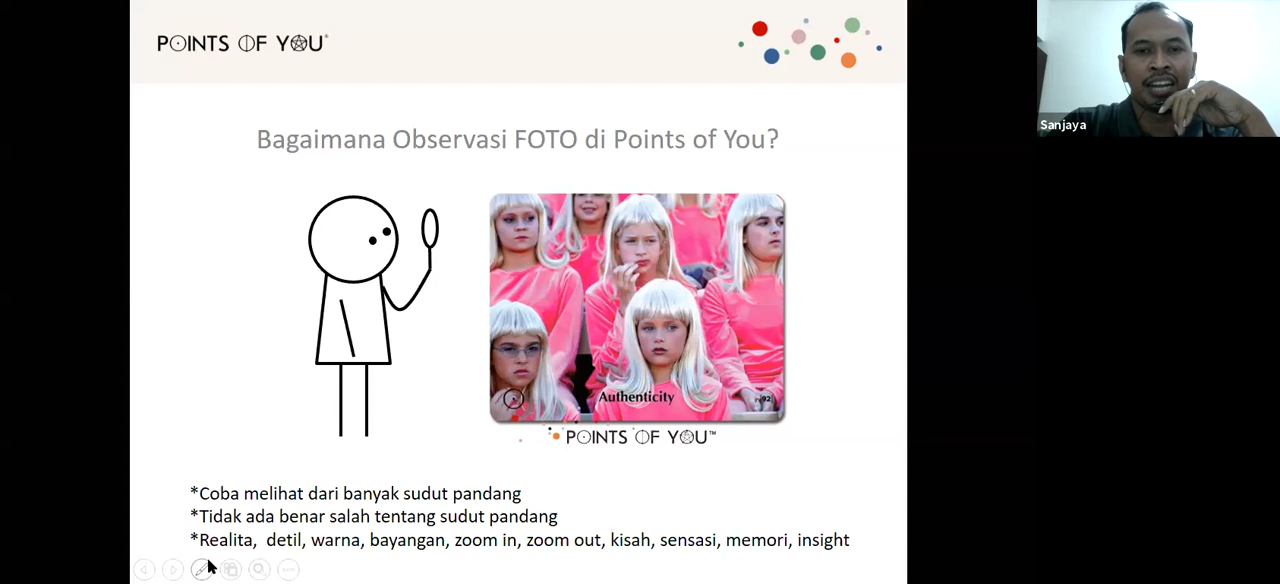 POINTS OF YOU®
Sanjaya
Bagaimana Observasi FOTO di Points of You?
Authenticity
92
POINTS OF YOU™
*Coba melihat dari banyak sudut pandang
*Tidak ada benar salah tentang sudut pandang
*Realita, detil, warna, bayangan, zoom in, zoom out, kisah, sensasi, memori, insight